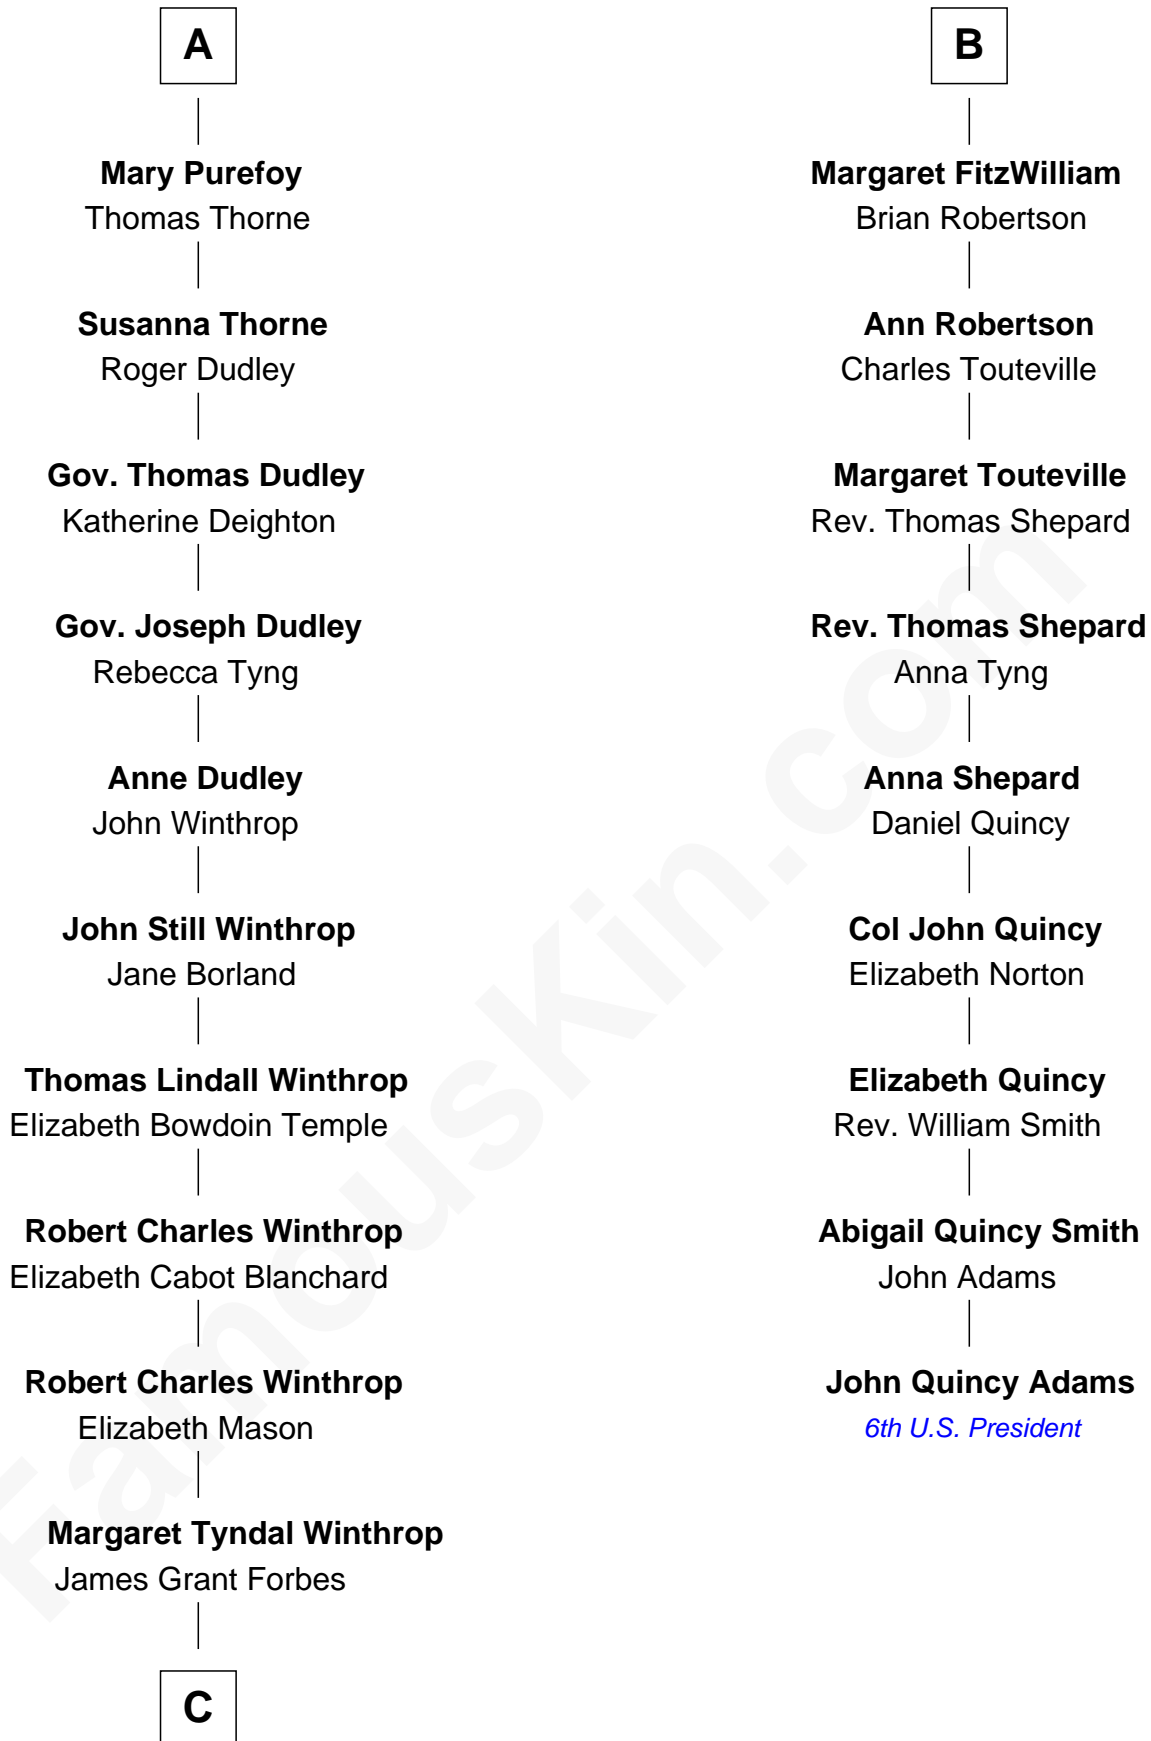 A
Mary Purefoy
Thomas Thorne
Susanna Thorne
Roger Dudley
Gov. Thomas Dudley
Katherine Deighton
Gov. Joseph Dudley
Rebecca Tyng
Anne Dudley
John Winthrop
John Still Winthrop
Jane Borland
Thomas Lindall Winthrop
Elizabeth Bowdoin Temple
Robert Charles Winthrop
Elizabeth Cabot Blanchard
Robert Charles Winthrop
Elizabeth Mason
Margaret Tyndal Winthrop
James Grant Forbes
C
B
Margaret FitzWilliam
Brian Robertson
Ann Robertson
Charles Touteville
Margaret Touteville
Rev. Thomas Shepard
Rev. Thomas Shepard
Anna Tyng
Anna Shepard
Daniel Quincy
Col John Quincy
Elizabeth Norton
Elizabeth Quincy
Rev. William Smith
Abigail Quincy Smith
John Adams
John Quincy Adams
6th U.S. President
FamousKin.com